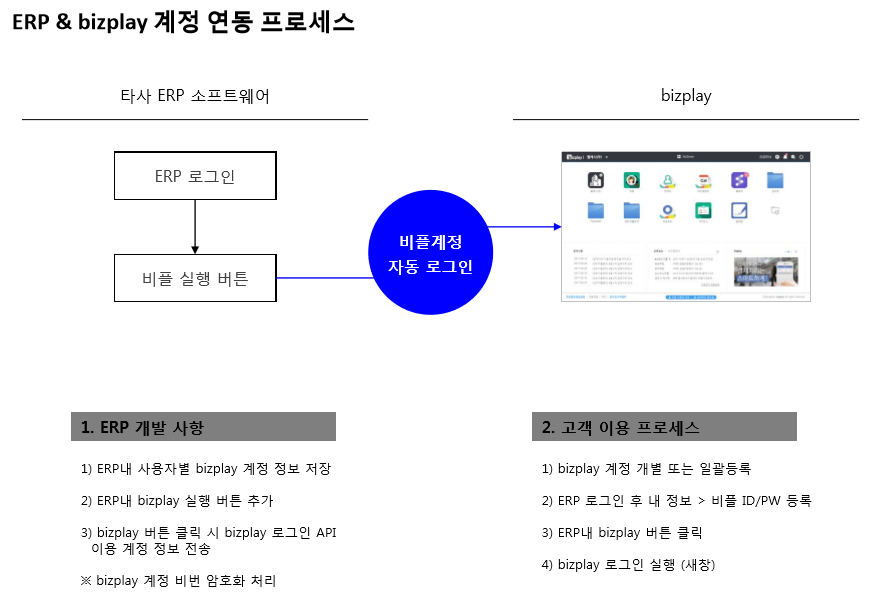 ERP & bizplay 계정 연동 프로세스
타사 ERP 소프트웨어
bizplay
ERP 로그인
비플계정
자동 로그인
비플 실행 버튼
1. ERP 개발 사항
1) ERP내 사용자별 bizplay 계정 정보 저장
2) ERP내 bizplay 실행 버튼 추가
3) bizplay 버튼 클릭 시 bizplay 로그인 API
이용 계정 정보 전송
※ bizplay 계정 비번 암호화 처리
2. 고객 이용 프로세스
1) bizplay 계정 개별 또는 일괄등록
2) ERP 로그인 후 내 정보 > 비플 ID/PW 등록
3) ERP내 bizplay 버튼 클릭
4) bizplay 로그인 실행 (새창)